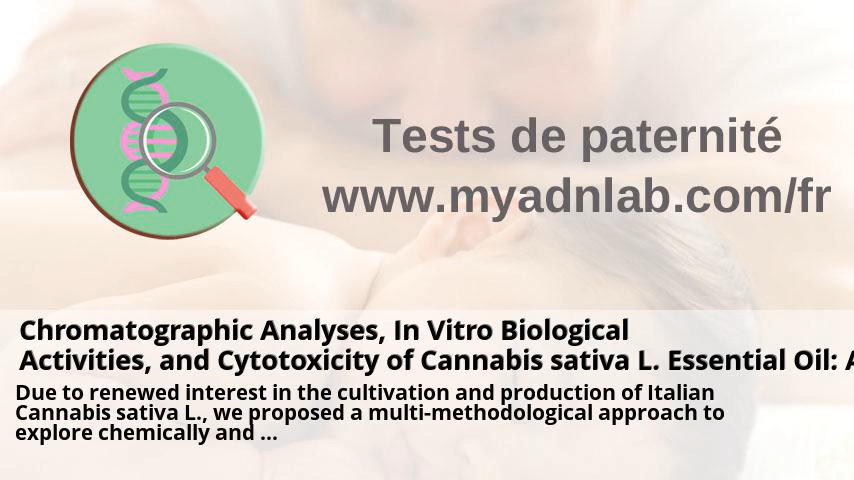 Tests de paternité
www.myadnlab.com/fr
Chromatographic Analyses, In Vitro Biological
Activities, and Cytotoxicity of Cannabis sativa L. Essential Oil: A
Due to renewed interest in the cultivation and production of Italian
Cannabis sativa L., we proposed a multi-methodological approach to
explore chemically and ...